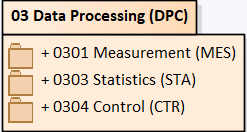 03 Data Processing (DPC)
+ 0301 Measurement (MES)
+ 0303 Statistics (STA)
+ 0304 Control (CTR)